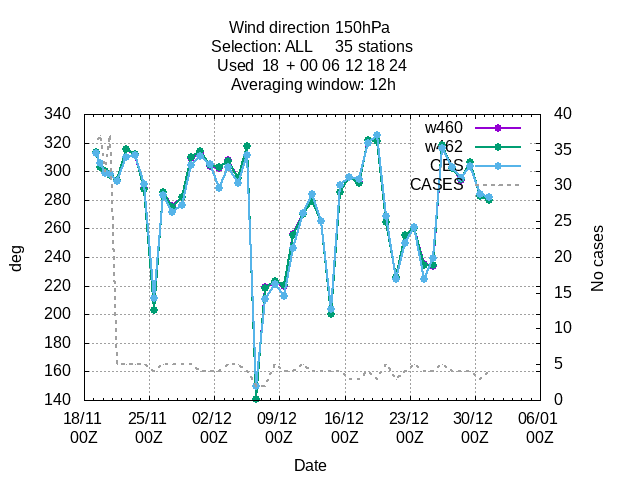 Wind direction 150hPa
Selection: ALL 35 stations
Used 18 + 00 06 12 18 24
Averaging window: 12h
340 40
w460
320 35
w462
OBS
300 30
CASES
280 25
260
deg
No cases
240 20
220 15
200
180 10
160 5
140 0
18/11 25/11 02/12 09/12 16/12 23/12 30/12 06/01
00Z 00Z 00Z 00Z 00Z 00Z 00Z 00Z
Date